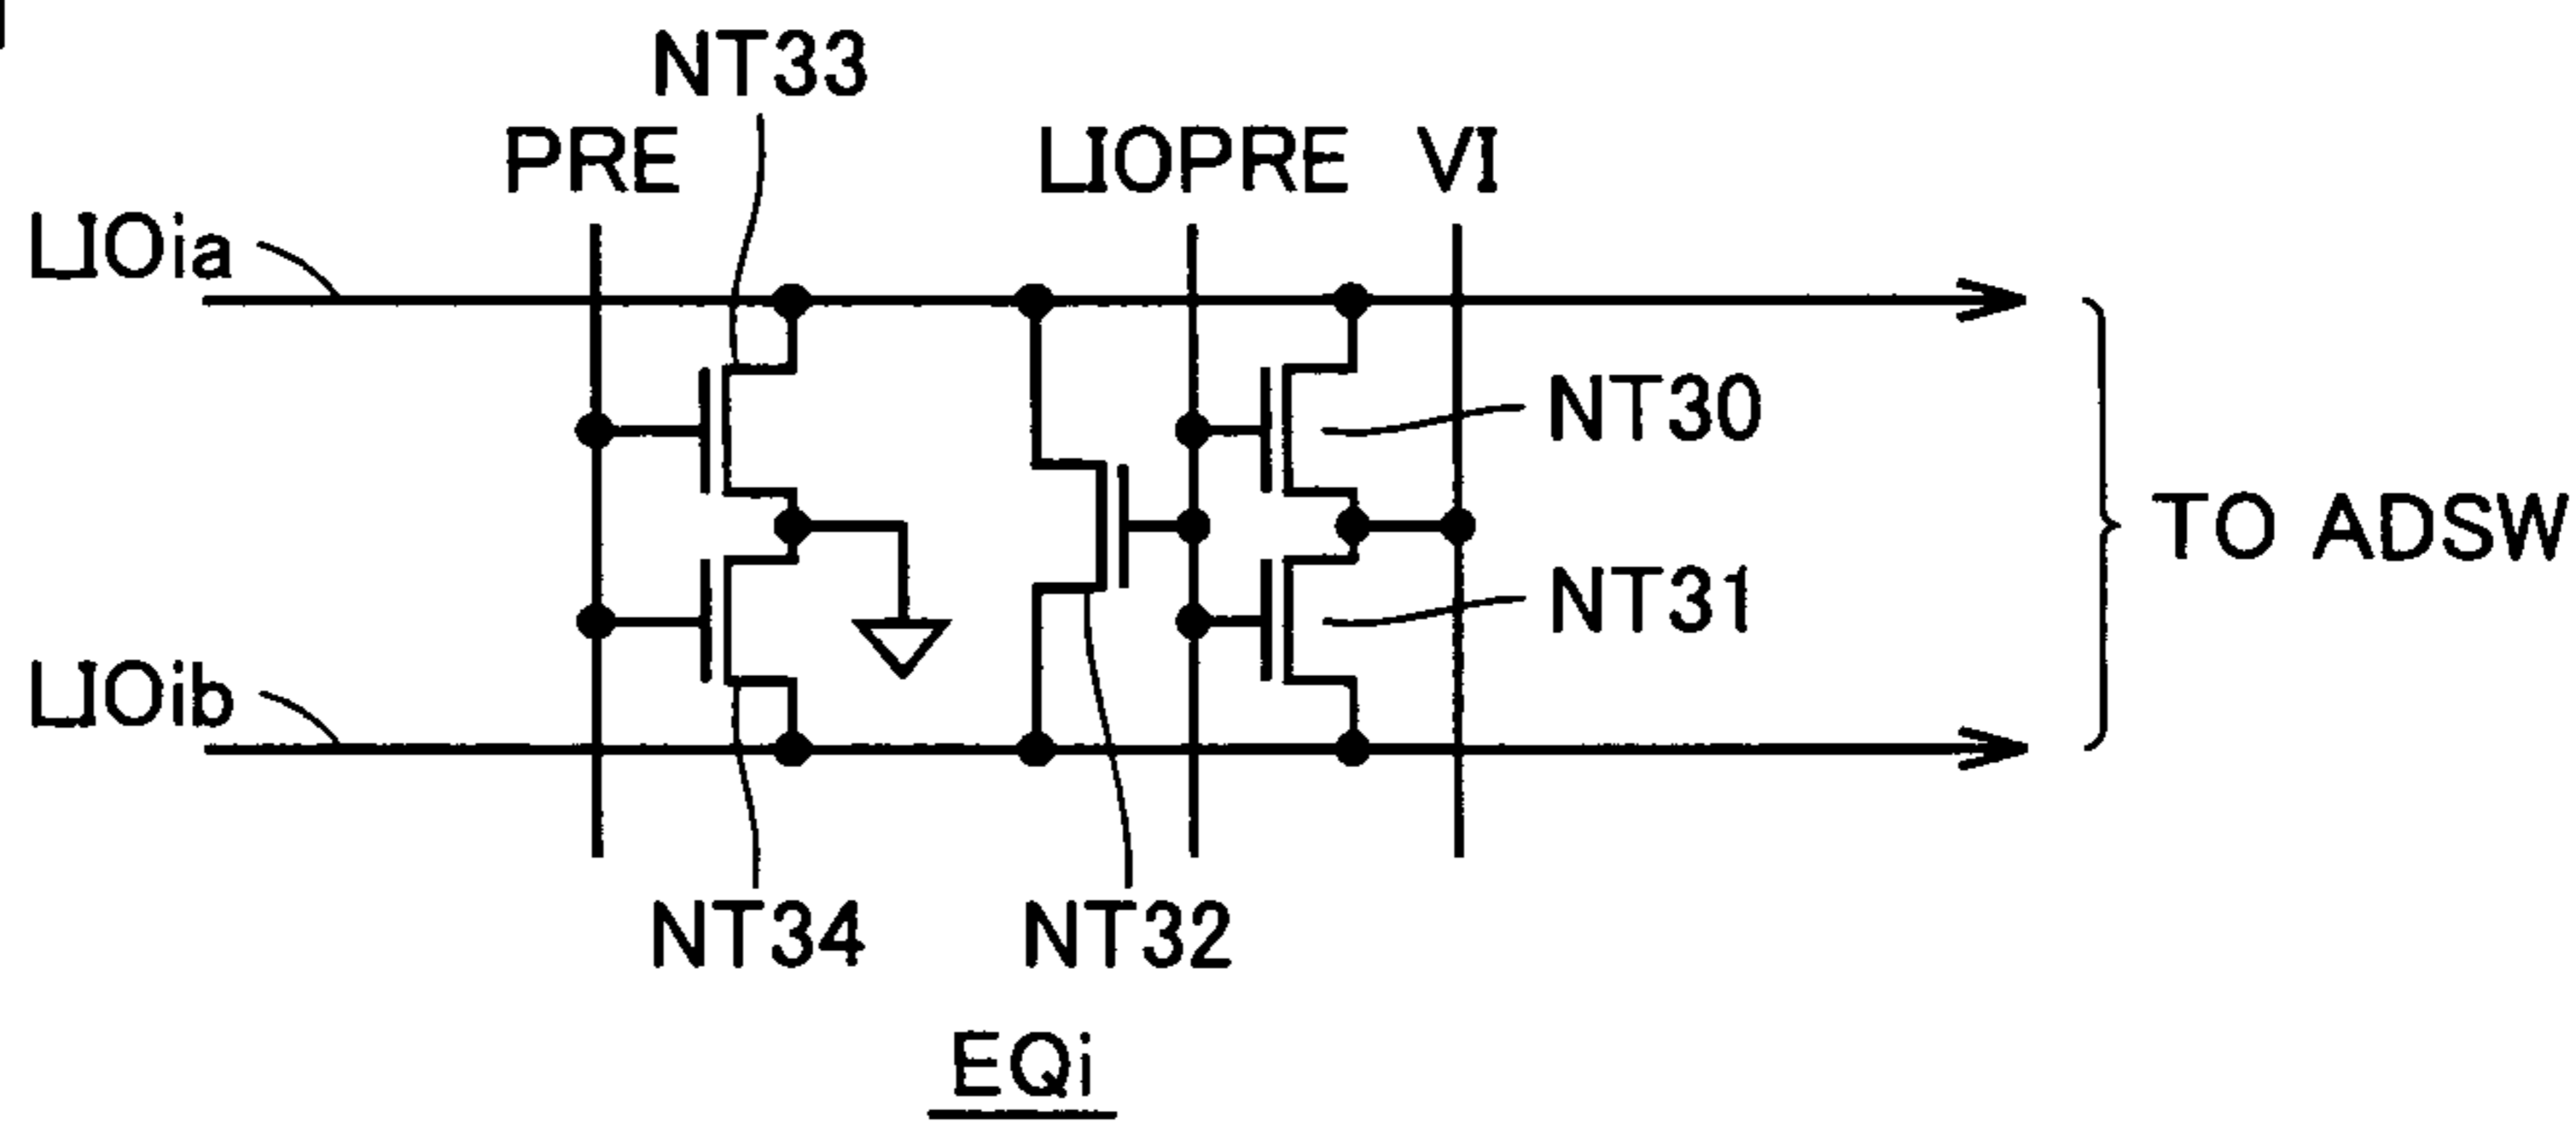 NT33
PRE
LIOPRE VI
LIOia
NT30
TO ADSW
NT31
LIOib
NT34
NT32
EQi